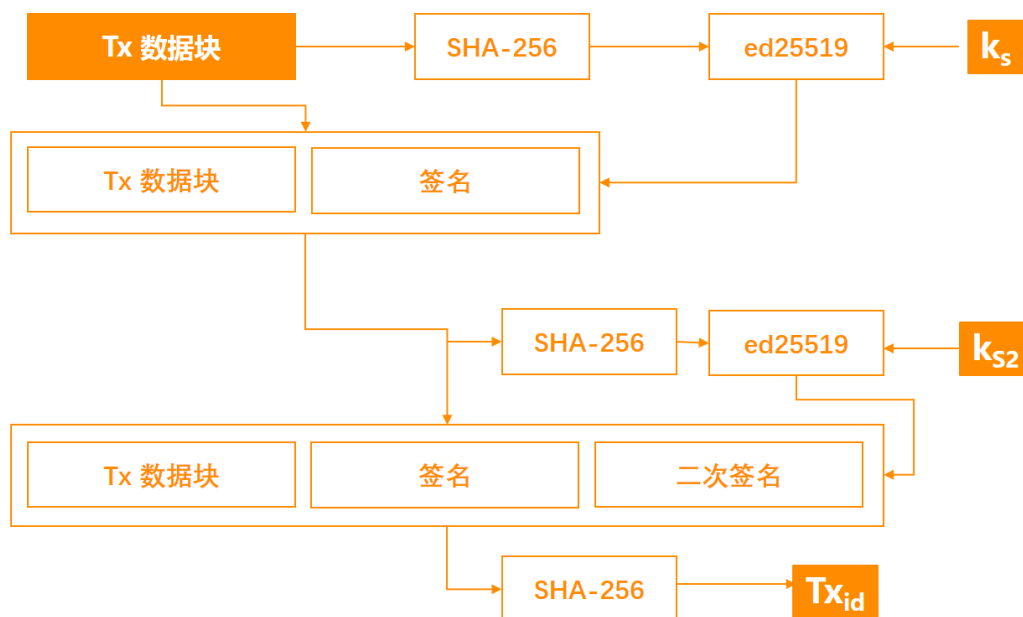 Tx 数据块
SHA-256
ed25519
ks
Tx 数据块
签名
SHA-256
ed25519
kS2
Tx 数据块
签名
二次签名
SHA-256
Txid